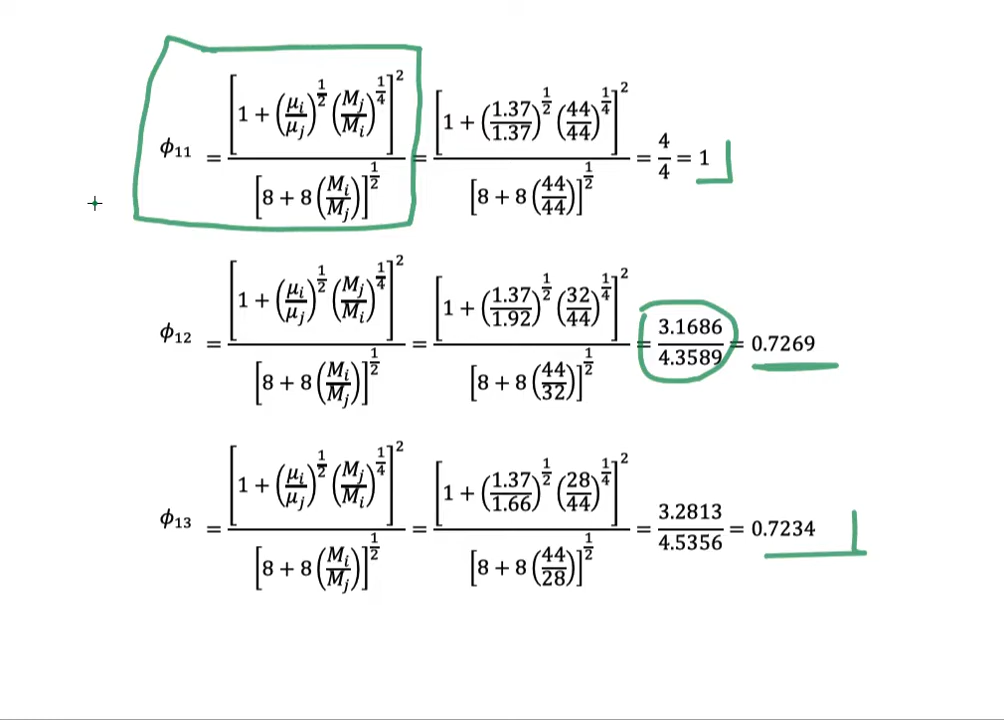 ϕ₁₁ = [1 + (μᵢ/μⱼ)^(1/2) (Mⱼ/Mᵢ)^(1/4)]² / [8 + 8(Mᵢ/Mⱼ)]^(1/2) = [1 + (1.37/1.37)^(1/2) (44/44)^(1/4)]² / [8 + 8(44/44)]^(1/2) = 4/4 = 1
ϕ₁₂ = [1 + (μᵢ/μⱼ)^(1/2) (Mⱼ/Mᵢ)^(1/4)]² / [8 + 8(Mᵢ/Mⱼ)]^(1/2) = [1 + (1.37/1.92)^(1/2) (32/44)^(1/4)]² / [8 + 8(44/32)]^(1/2) = 3.1686/4.3589 = 0.7269
ϕ₁₃ = [1 + (μᵢ/μⱼ)^(1/2) (Mⱼ/Mᵢ)^(1/4)]² / [8 + 8(Mᵢ/Mⱼ)]^(1/2) = [1 + (1.37/1.66)^(1/2) (28/44)^(1/4)]² / [8 + 8(44/28)]^(1/2) = 3.2813/4.5356 = 0.7234